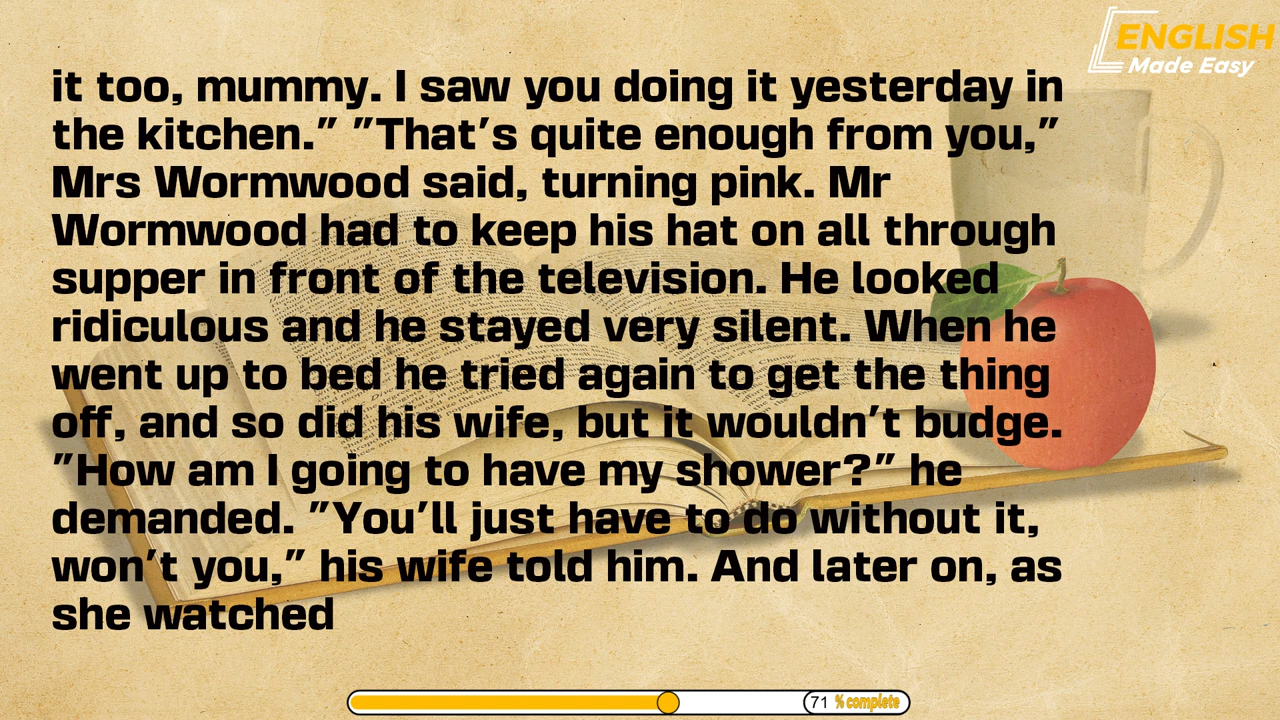 ENGLISH
Made Easy
it too, mummy. I saw you doing it yesterday in
the kitchen.” ”That’s quite enough from you,”
Mrs Wormwood said, turning pink. Mr
Wormwood had to keep his hat on all through
supper in front of the television. He looked
ridiculous and he stayed very silent. When he
went up to bed he tried again to get the thing
off, and so did his wife, but it wouldn’t budge.
”How am I going to have my shower?” he
demanded. ”You’ll just have to do without it,
won’t you,” his wife told him. And later on, as
she watched
71 % complete